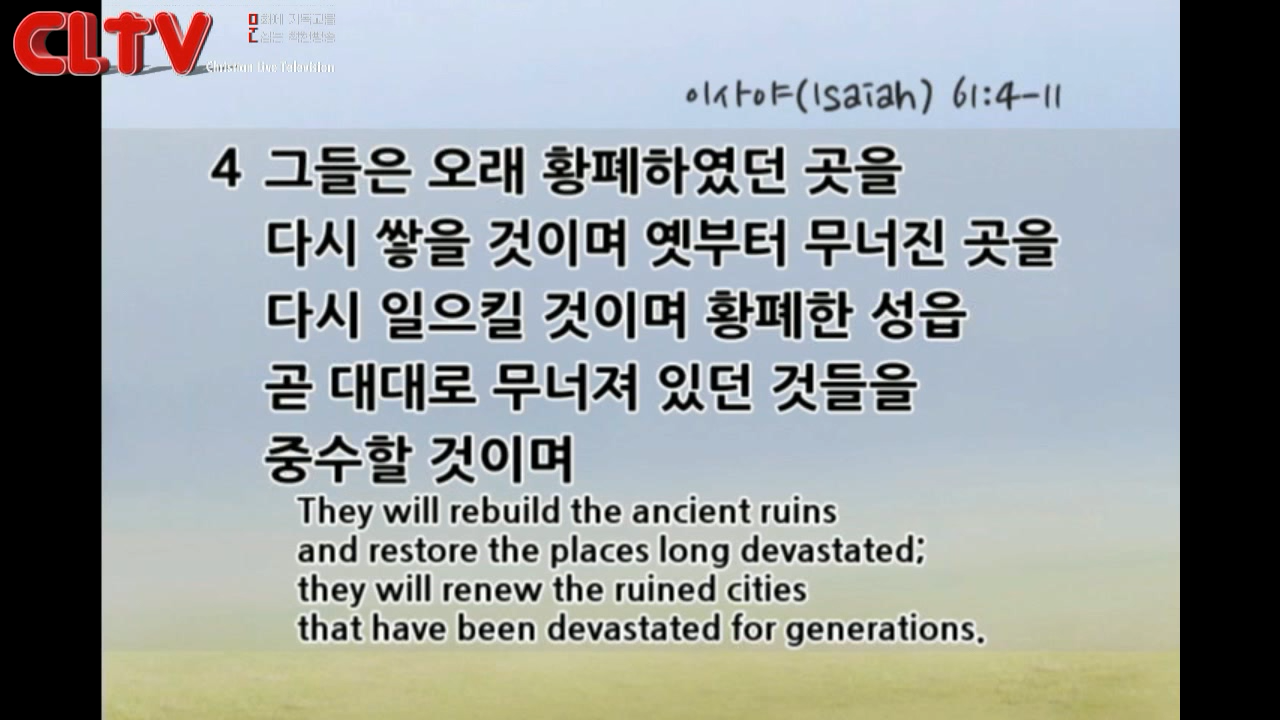 CLTV
Christian Live Television
이사야(Isaiah) 61:4-11
4 그들은 오래 황폐하였던 곳을
다시 쌓을 것이며 옛부터 무너진 곳을
다시 일으킬 것이며 황폐한 성읍
곧 대대로 무너져 있던 것들을
중수할 것이며
They will rebuild the ancient ruins
and restore the places long devastated;
they will renew the ruined cities
that have been devastated for generations.